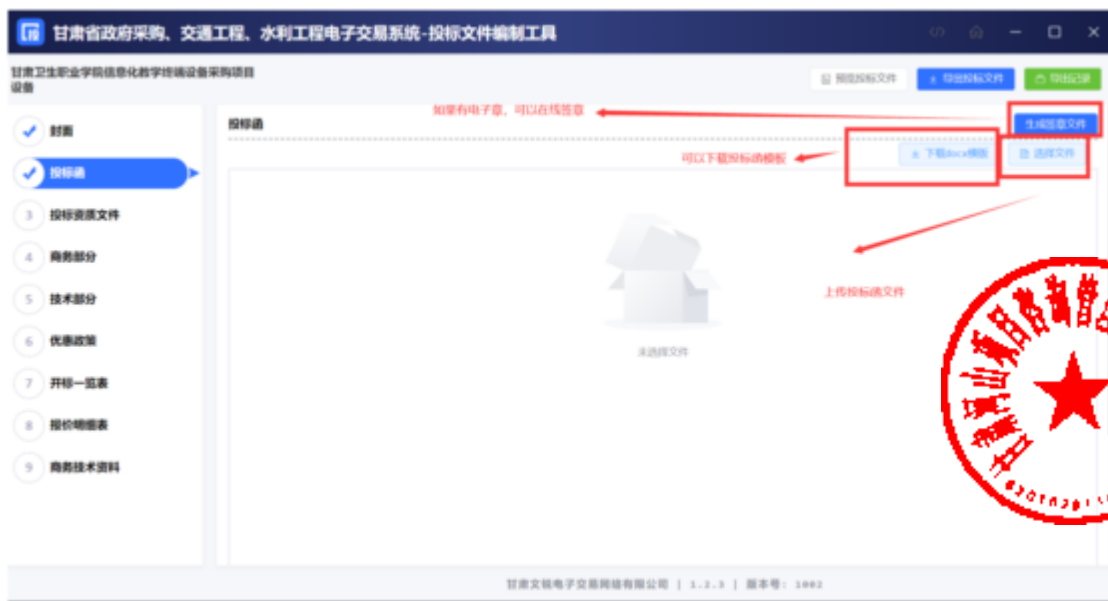 甘肃省政府采购、交通工程、水利工程电子交易系统-投标文件编制工具
甘肃卫生职业学院信息化教学终端设备采购项目
设备
预览投标文件
导出投标文件
导出记录
封面
投标函
如果有电子章，可以在线签章
生成签章文件
可以下载投标函模板
下载docx模版
选择文件
投标函
3 投标资质文件
4 商务部分
5 技术部分
上传投标函文件
6 优惠政策
未选择文件
7 开标一览表
8 报价明细表
9 商务技术资料
甘肃文锐电子交易网络有限公司 | 1.2.3 | 版本号: 1002